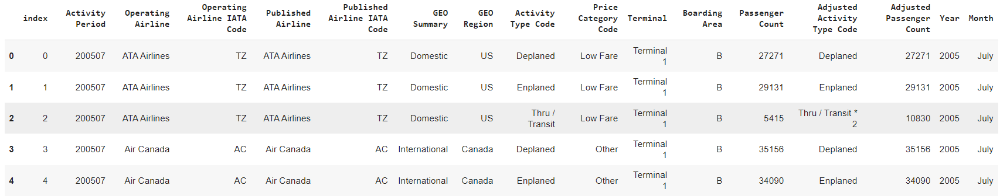 index Activity Period Operating Airline Operating Airline IATA Code Published Airline Published Airline IATA Code GEO Summary GEO Region Activity Type Code Price Category Code Terminal Boarding Area Passenger Count Adjusted Activity Type Code Adjusted Passenger Count Year Month
0 0 200507 ATA Airlines TZ ATA Airlines TZ Domestic US Deplaned Low Fare Terminal 1 B 27271 Deplaned 27271 2005 July
1 1 200507 ATA Airlines TZ ATA Airlines TZ Domestic US Enplaned Low Fare Terminal 1 B 29131 Enplaned 29131 2005 July
2 2 200507 ATA Airlines TZ ATA Airlines TZ Domestic US Thru / Transit Low Fare Terminal 1 B 5415 Thru / Transit * 2 10830 2005 July
3 3 200507 Air Canada AC Air Canada AC International Canada Deplaned Other Terminal 1 B 35156 Deplaned 35156 2005 July
4 4 200507 Air Canada AC Air Canada AC International Canada Enplaned Other Terminal 1 B 34090 Enplaned 34090 2005 July